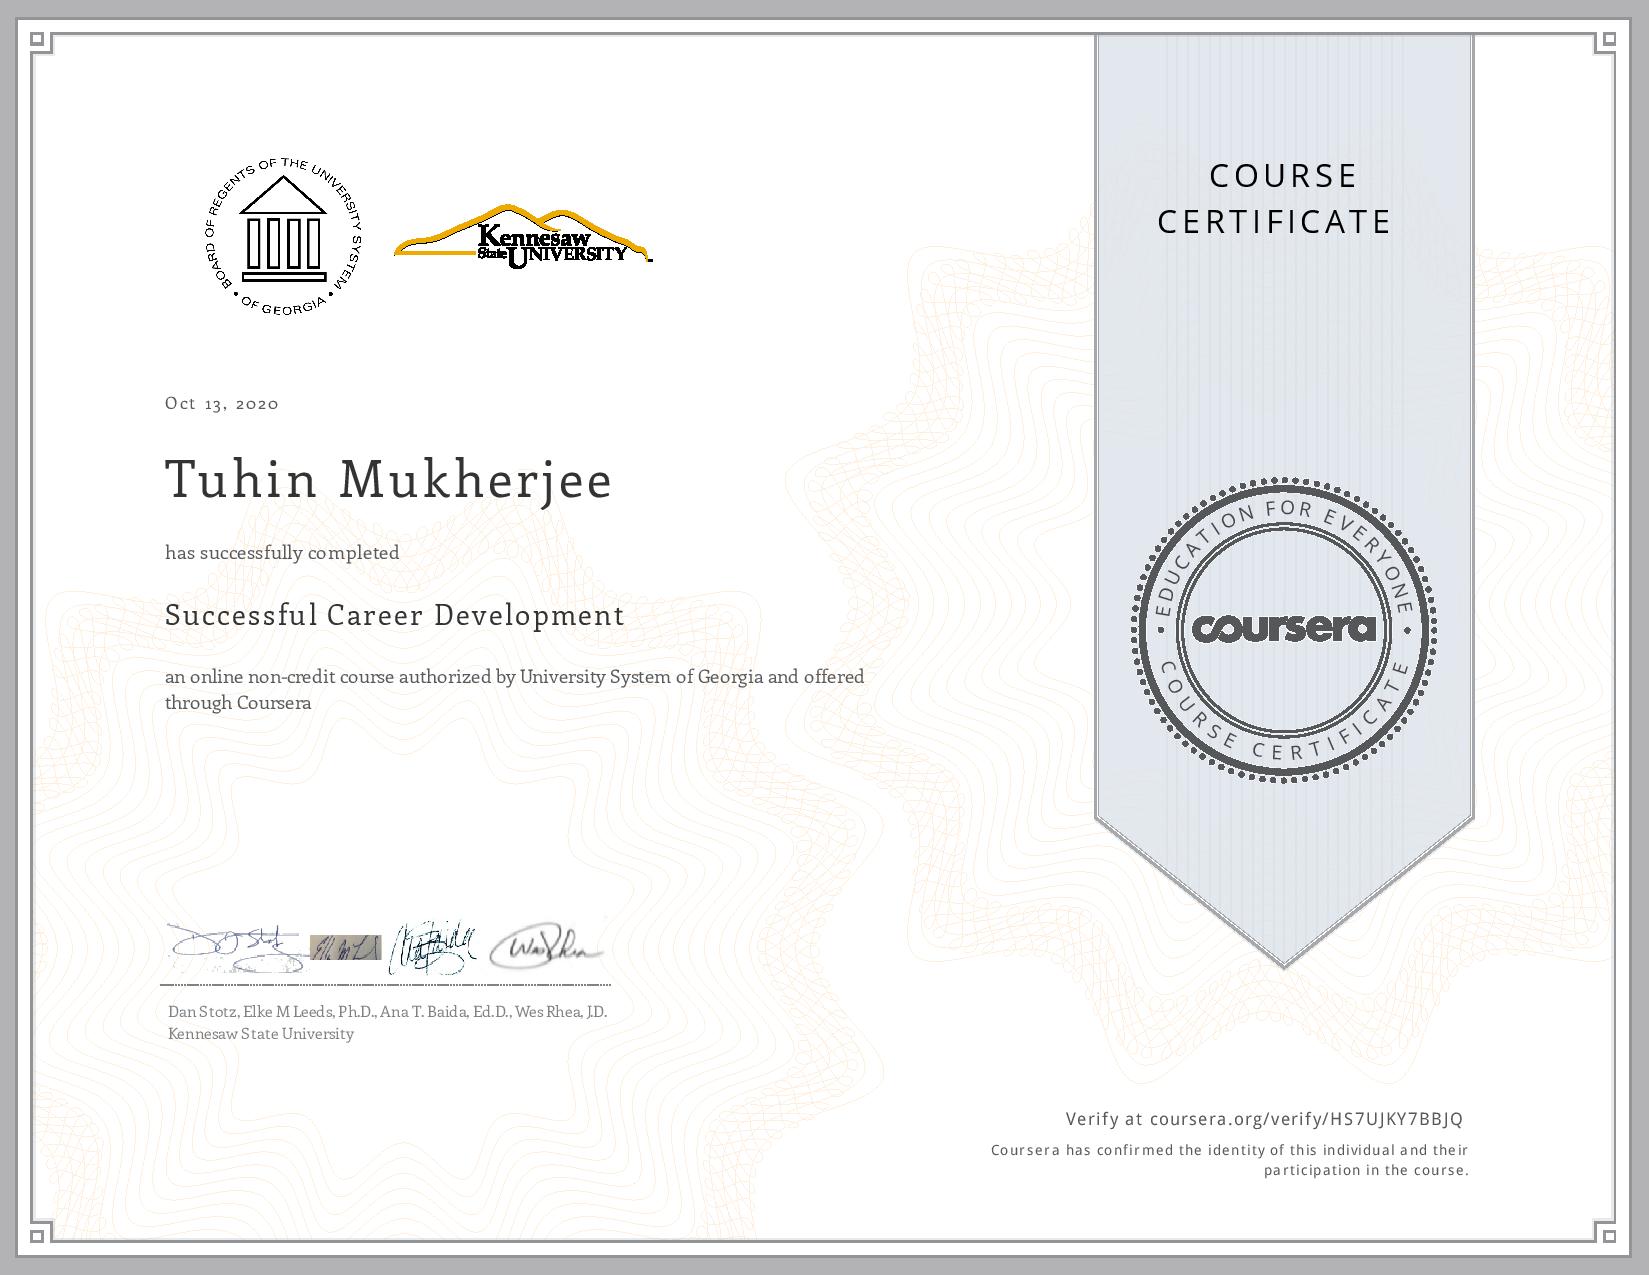 BOARD OF REGENTS OF THE UNIVERSITY SYSTEM
• OF GEORGIA •
Kennesaw
State UNIVERSITY
COURSE
CERTIFICATE
Oct 13, 2020
Tuhin Mukherjee
has successfully completed
Successful Career Development
an online non-credit course authorized by University System of Georgia and offered
through Coursera
• EDUCATION FOR EVERYONE •
coursera
COURSE CERTIFICATE
Dan Stotz, Elke M Leeds, Ph.D., Ana T. Baida, Ed.D., Wes Rhea, J.D.
Kennesaw State University
Verify at coursera.org/verify/HS7UJKY7BBJQ
Coursera has confirmed the identity of this individual and their
participation in the course.